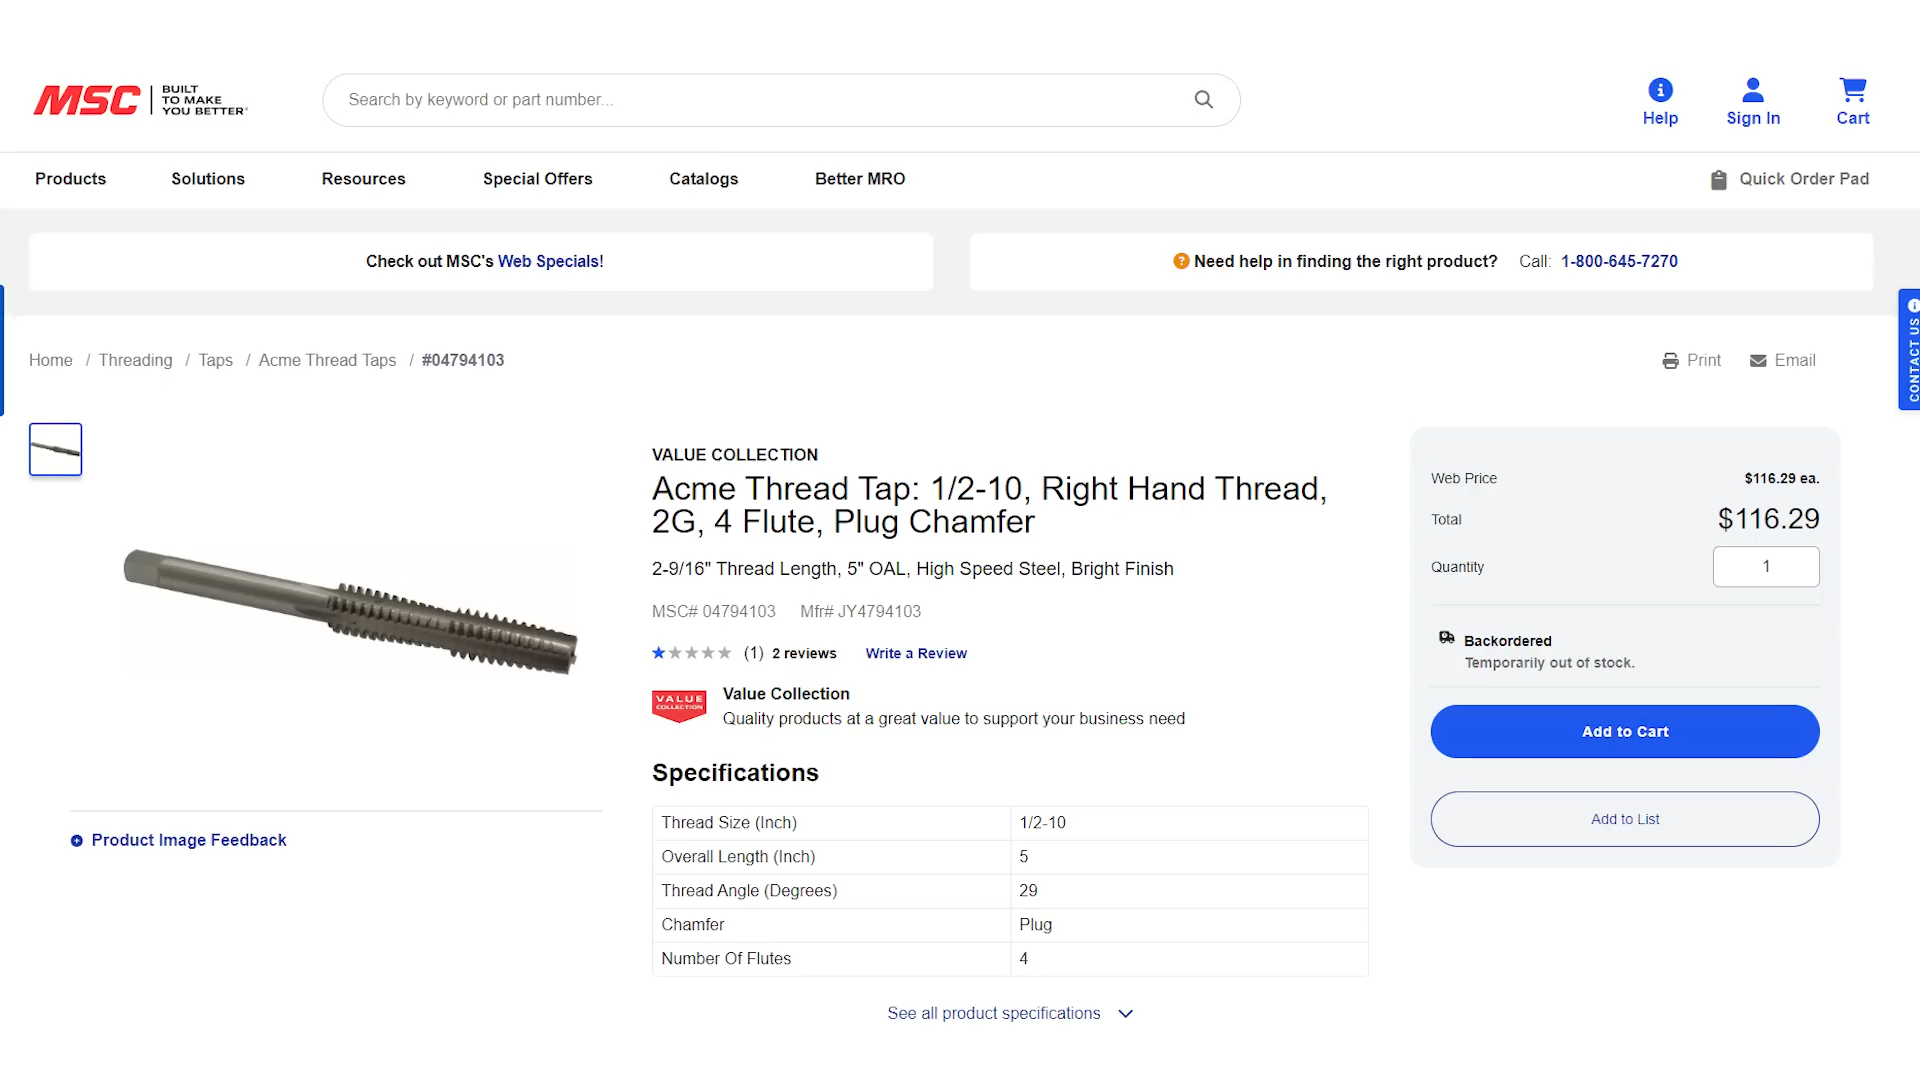 MSC BUILT
TO MAKE
YOU BETTER®
Search by keyword or part number...
Help
Sign In
Cart
Products
Solutions
Resources
Special Offers
Catalogs
Better MRO
Quick Order Pad
Check out MSC's Web Specials!
Need help in finding the right product? Call: 1-800-645-7270
CONTACT US
Home / Threading / Taps / Acme Thread Taps / #04794103
Print
Email
VALUE COLLECTION
Acme Thread Tap: 1/2-10, Right Hand Thread,
2G, 4 Flute, Plug Chamfer
2-9/16" Thread Length, 5" OAL, High Speed Steel, Bright Finish
MSC# 04794103 Mfr# JY4794103
(1) 2 reviews Write a Review
VALUE
COLLECTION
Value Collection
Quality products at a great value to support your business need
Specifications
Thread Size (Inch) 1/2-10
Overall Length (Inch) 5
Thread Angle (Degrees) 29
Chamfer Plug
Number Of Flutes 4
See all product specifications
Product Image Feedback
Web Price $116.29 ea.
Total $116.29
Quantity 1
Backordered
Temporarily out of stock.
Add to Cart
Add to List